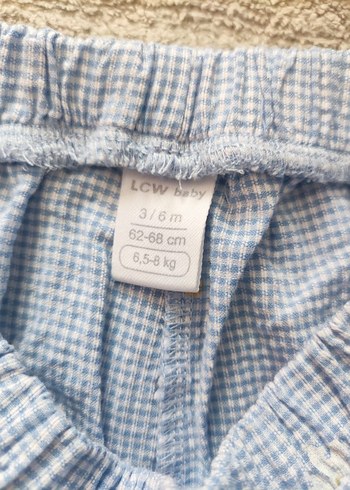 LCW baby
3 / 6 m
62-68 cm
6,5-8 kg